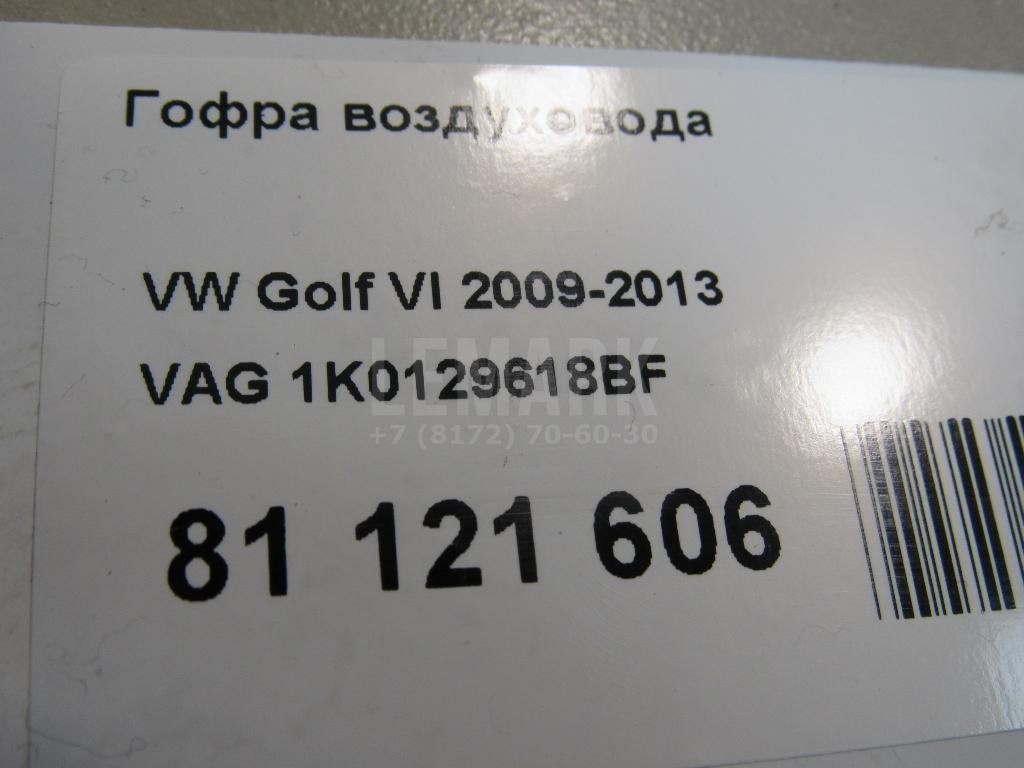 Гофра воздуховода
VW Golf VI 2009-2013
VAG 1K0129618BF
LEMARK
+7 (8172) 70-60-30
81 121 606